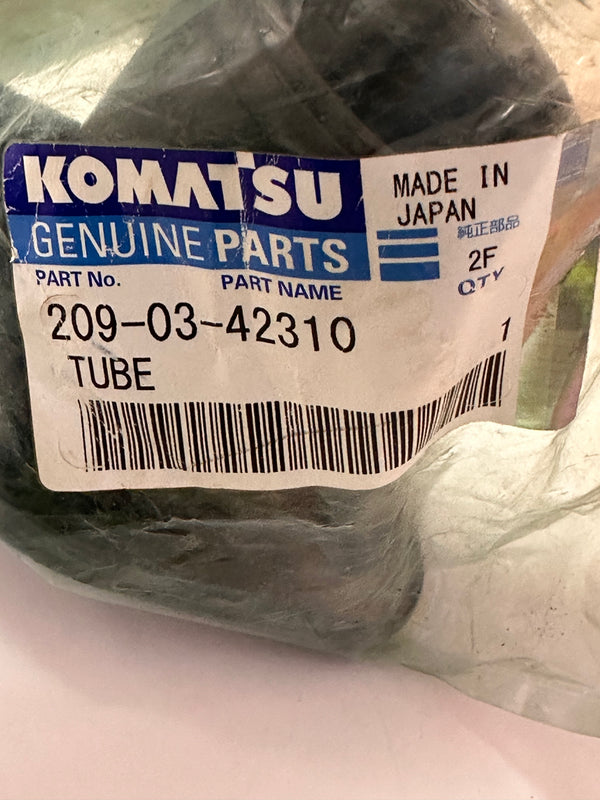 KOMATSU
GENUINE PARTS
MADE IN
JAPAN
純正部品
2F
QTY
PART No.
PART NAME
209-03-42310
1
TUBE